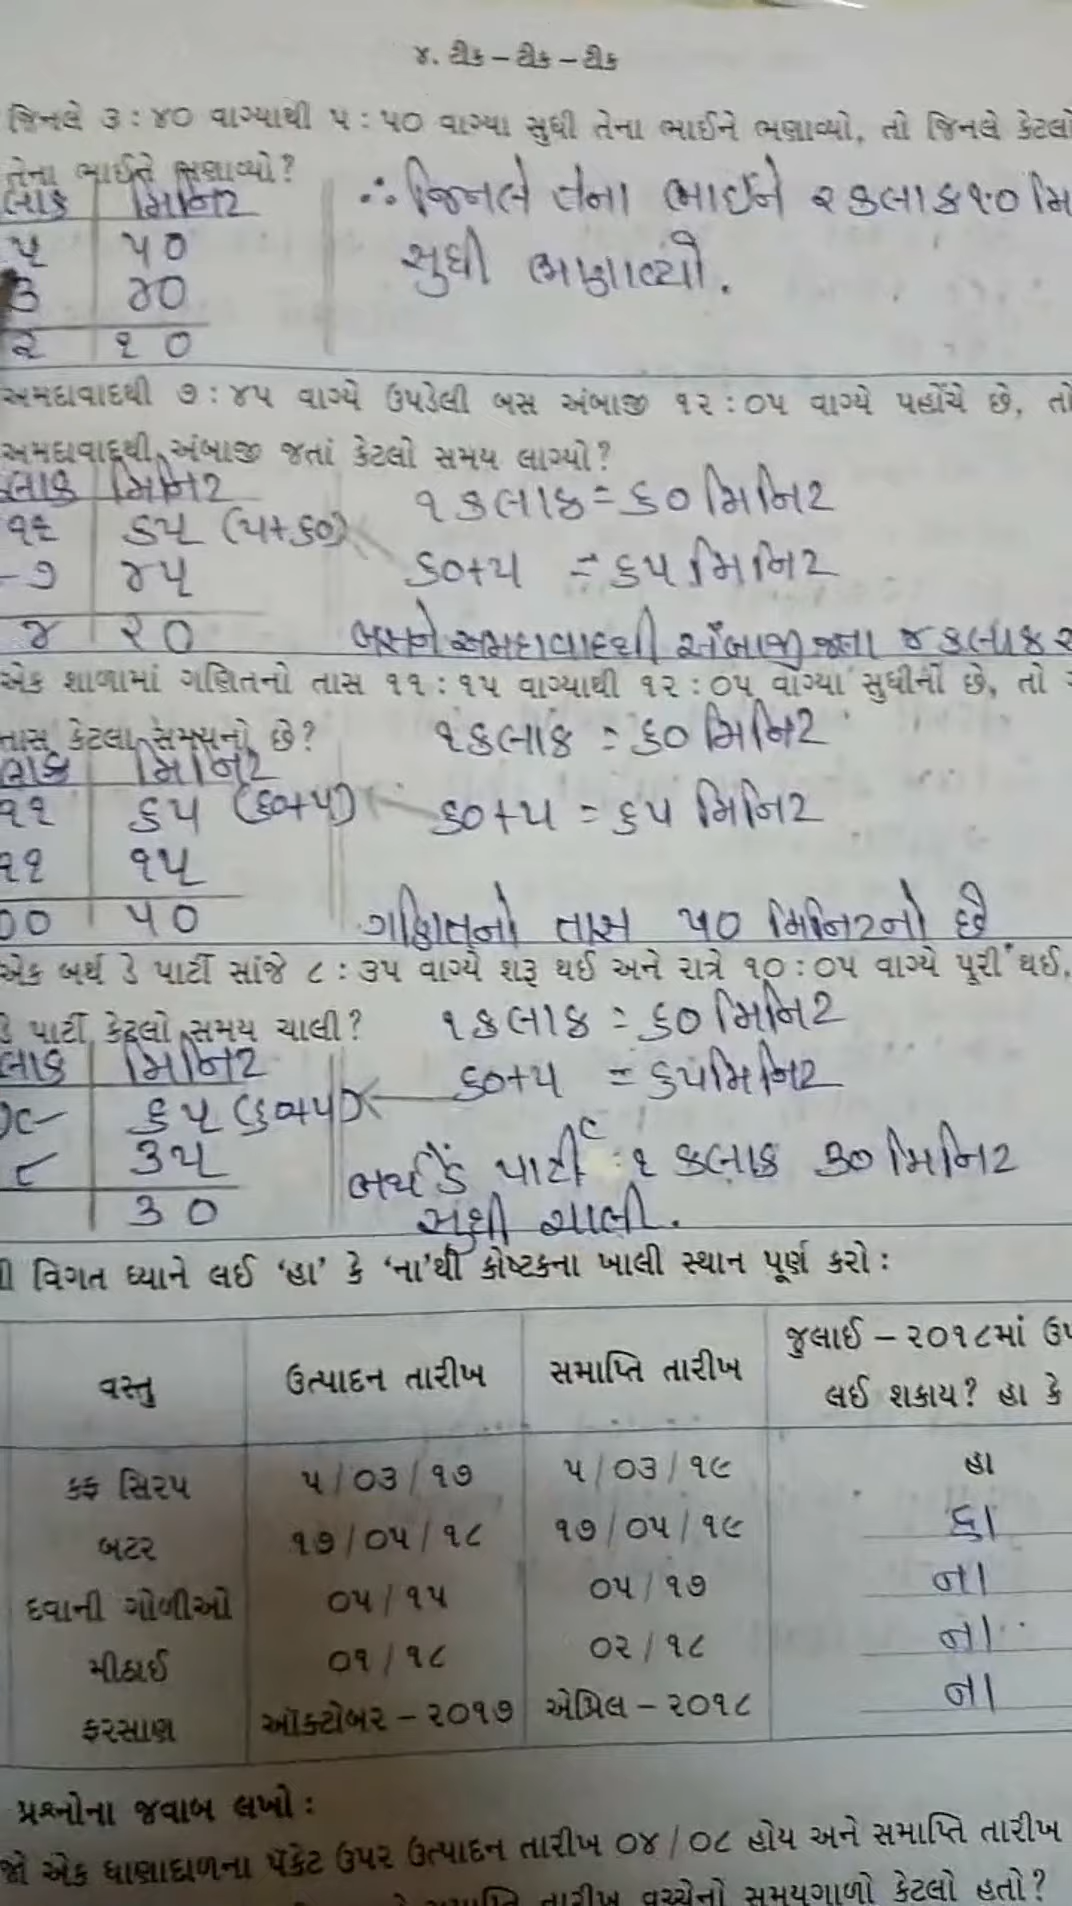 ૪. ટીક – ટીક – ટીક
જિનલે ૩ : ૪૦ વાગ્યાથી ૫ : ૫૦ વાગ્યા સુધી તેના ભાઈને ભણાવ્યો, તો જિનલે કેટલો
તેના ભાઈને ભણાવ્યો?
લાક મિનિટ ∴ જિનલે તેના ભાઈને ૨ કલાક ૧૦ મિ
૫ ૫૦ સુધી ભણાવ્યો.
૩ ૪૦
૨ ૧૦
અમદાવાદથી ૭ : ૪૫ વાગ્યે ઉપડેલી બસ અંબાજી ૧૨ : ૦૫ વાગ્યે પહોંચે છે, તો
અમદાવાદથી અંબાજી જતાં કેટલો સમય લાગ્યો?
લાક મિનિટ ૧ કલાક = ૬૦ મિનિટ
૬૫ (૫+૬૦)
- ૭ ૪૫ ૬૦+૫ = ૬૫ મિનિટ
૪ ૨૦ બસને અમદાવાદથી અંબાજી જતા ૪ કલાક ૨
એક શાળામાં ગણિતનો તાસ ૧૧ : ૧૫ વાગ્યાથી ૧૨ : ૦૫ વાગ્યા સુધીનો છે, તો
તાસ કેટલા સમયનો છે? ૧ કલાક = ૬૦ મિનિટ
લાક મિનિટ
૧૧ ૬૫ (૬૦+૫) ૬૦+૫ = ૬૫ મિનિટ
૧૧ ૧૫
૦૦ ૫૦ ગણિતનો તાસ ૫૦ મિનિટનો છે
એક બર્થ ડે પાર્ટી સાંજે ૮ : ૩૫ વાગ્યે શરૂ થઈ અને રાત્રે ૧૦ : ૦૫ વાગ્યે પૂરી થઈ.
ડે પાર્ટી કેટલો સમય ચાલી? ૧ કલાક = ૬૦ મિનિટ
લાક મિનિટ ૬૦+૫ = ૬૫ મિનિટ
૯ ૬૫ (૬૦+૫)
૮ ૩૫ બર્થ ડે પાર્ટી ૧ કલાક ૩૦ મિનિટ
૩૦ સુધી ચાલી.
વિગત ધ્યાને લઈ ‘હા’ કે ‘ના’થી કોષ્ટકના ખાલી સ્થાન પૂર્ણ કરો :
વસ્તુ ઉત્પાદન તારીખ સમાપ્તિ તારીખ જુલાઈ – ૨૦૧૮માં ઉપ
લઈ શકાય? હા કે
કફ સિરપ ૫/૦૩/૧૭ ૫/૦૩/૧૯ હા
બટર ૧૭/૦૫/૧૮ ૧૭/૦૫/૧૯ હા
દવાની ગોળીઓ ૦૫/૧૫ ૦૫/૧૭ ના
મીઠાઈ ૦૧/૧૮ ૦૨/૧૮ ના
ફરસાણ ઑક્ટોબર – ૨૦૧૭ એપ્રિલ – ૨૦૧૮ ના
પ્રશ્નોના જવાબ લખો :
જો એક ધાણાદાળના પૅકેટ ઉપર ઉત્પાદન તારીખ ૦૪/૦૮ હોય અને સમાપ્તિ તારીખ
સમાપ્તિ તારીખ વચ્ચેનો સમયગાળો કેટલો હતો?